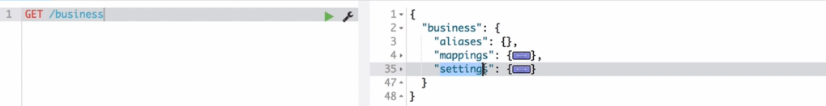 1 GET /business
1 {
2 "business": {
3 "aliases": {},
4 "mappings": {},
35 "settings": {}
47 }
48 }